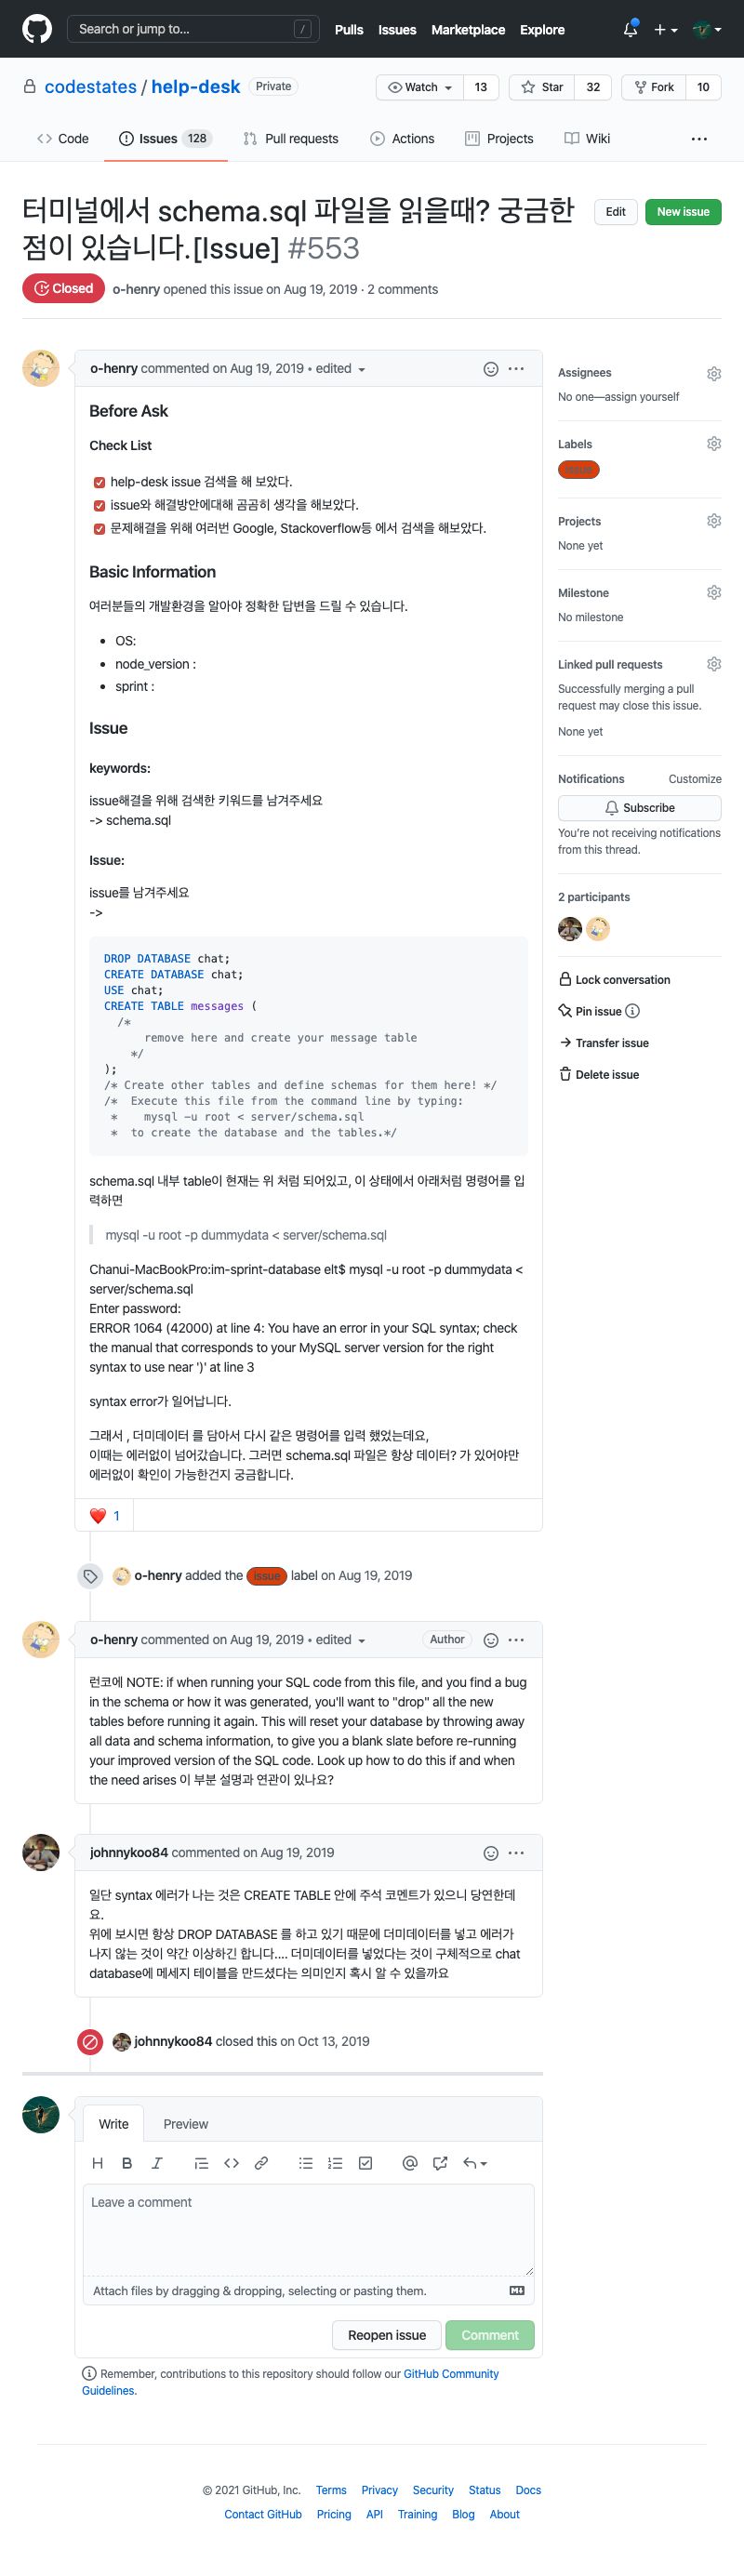 Search or jump to...
/
Pulls
Issues
Marketplace
Explore
codestates / help-desk
Private
Watch
13
Star
32
Fork
10
Code
Issues
128
Pull requests
Actions
Projects
Wiki
터미널에서 schema.sql 파일을 읽을때? 궁금한
점이 있습니다.[Issue] #553
Edit
New issue
Closed
o-henry opened this issue on Aug 19, 2019 · 2 comments
o-henry commented on Aug 19, 2019 • edited
Before Ask
Check List
help-desk issue 검색을 해 보았다.
issue와 해결방안에대해 곰곰히 생각을 해보았다.
문제해결을 위해 여러번 Google, Stackoverflow등 에서 검색을 해보았다.
Basic Information
여러분들의 개발환경을 알아야 정확한 답변을 드릴 수 있습니다.
• OS:
• node_version :
• sprint :
Issue
keywords:
issue해결을 위해 검색한 키워드를 남겨주세요
-> schema.sql
Issue:
issue를 남겨주세요
->
DROP DATABASE chat;
CREATE DATABASE chat;
USE chat;
CREATE TABLE messages (
/*
remove here and create your message table
*/
);
/* Create other tables and define schemas for them here! */
/*  Execute this file from the command line by typing:
*    mysql -u root < server/schema.sql
*  to create the database and the tables.*/
schema.sql 내부 table이 현재는 위 처럼 되어있고, 이 상태에서 아래처럼 명령어를 입
력하면
mysql -u root -p dummydata < server/schema.sql
Chanui-MacBookPro:im-sprint-database elt$ mysql -u root -p dummydata <
server/schema.sql
Enter password:
ERROR 1064 (42000) at line 4: You have an error in your SQL syntax; check
the manual that corresponds to your MySQL server version for the right
syntax to use near ')' at line 3
syntax error가 일어납니다.
그래서 , 더미데이터 를 담아서 다시 같은 명령어를 입력 했었는데요,
이때는 에러없이 넘어갔습니다. 그러면 schema.sql 파일은 항상 데이터? 가 있어야만
에러없이 확인이 가능한건지 궁금합니다.
❤️ 1
Assignees
No one—assign yourself
Labels
issue
Projects
None yet
Milestone
No milestone
Linked pull requests
Successfully merging a pull
request may close this issue.
None yet
Notifications
Customize
Subscribe
You're not receiving notifications
from this thread.
2 participants
Lock conversation
Pin issue
Transfer issue
Delete issue
o-henry added the issue label on Aug 19, 2019
o-henry commented on Aug 19, 2019 • edited
Author
런코에 NOTE: if when running your SQL code from this file, and you find a bug
in the schema or how it was generated, you'll want to "drop" all the new
tables before running it again. This will reset your database by throwing away
all data and schema information, to give you a blank slate before re-running
your improved version of the SQL code. Look up how to do this if and when
the need arises 이 부분 설명과 연관이 있나요?
johnnykoo84 commented on Aug 19, 2019
일단 syntax 에러가 나는 것은 CREATE TABLE 안에 주석 코멘트가 있으니 당연한데
요.
위에 보시면 항상 DROP DATABASE 를 하고 있기 때문에 더미데이터를 넣고 에러가
나지 않는 것이 약간 이상하긴 합니다.... 더미데이터를 넣었다는 것이 구체적으로 chat
database에 메세지 테이블을 만드셨다는 의미인지 혹시 알 수 있을까요
johnnykoo84 closed this on Oct 13, 2019
Write
Preview
Leave a comment
Attach files by dragging & dropping, selecting or pasting them.
Reopen issue
Comment
Remember, contributions to this repository should follow our GitHub Community
Guidelines.
© 2021 GitHub, Inc.
Terms
Privacy
Security
Status
Docs
Contact GitHub
Pricing
API
Training
Blog
About